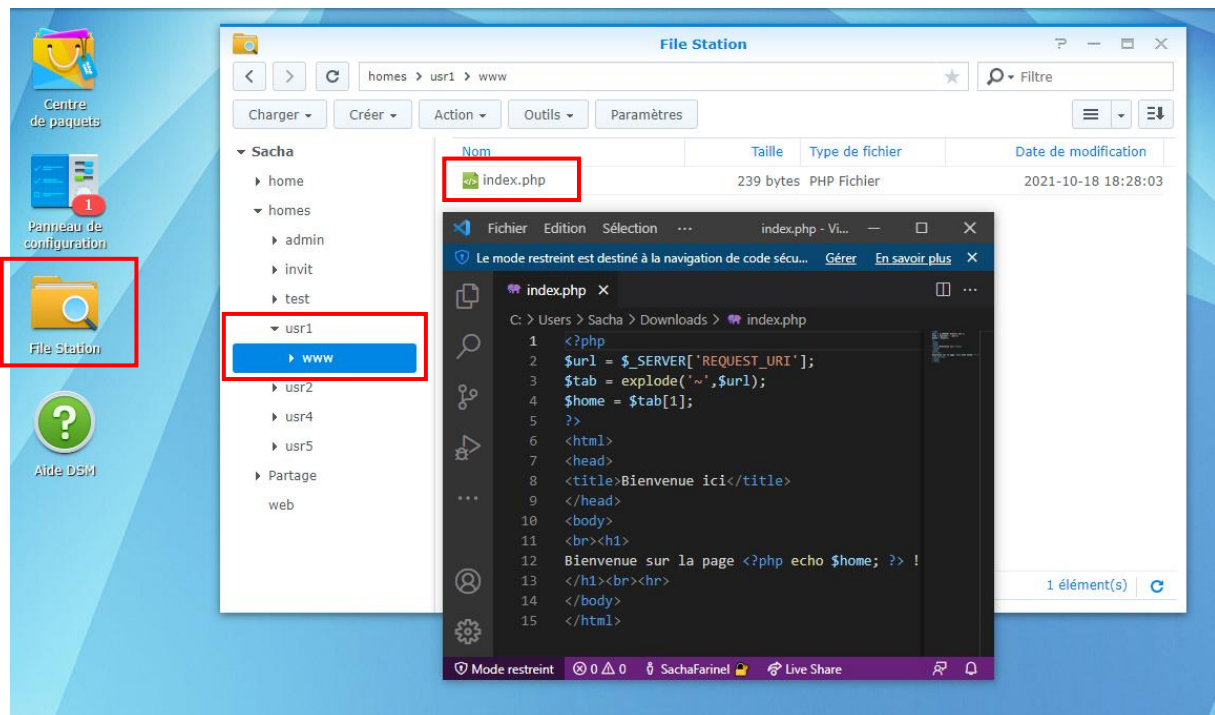 Centre
de paquets
1
Panneau de
configuration
File Station
?
Aide DSM
File Station
homes usr1 www
Filtre
Charger Créer Action Outils Paramètres
Sacha
home
homes
admin
invit
test
usr1
www
usr2
usr4
usr5
Partage
web
Nom Taille Type de fichier Date de modification
index.php 239 bytes PHP Fichier 2021-10-18 18:28:03
Fichier Edition Sélection ··· index.php - Vi...
Le mode restreint est destiné à la navigation de code sécu... Gérer En savoir plus
index.php
C: > Users > Sacha > Downloads > index.php
1 <?php
2 $url = $_SERVER['REQUEST_URI'];
3 $tab = explode('~',$url);
4 $home = $tab[1];
5 ?>
6 <html>
7 <head>
8 <title>Bienvenue ici</title>
9 </head>
10 <body>
11 <br><h1>
12 Bienvenue sur la page <?php echo $home; ?> !
13 </h1><br><hr>
14 </body>
15 </html>
Mode restreint 0 0 SachaFarinel Live Share
1 élément(s)